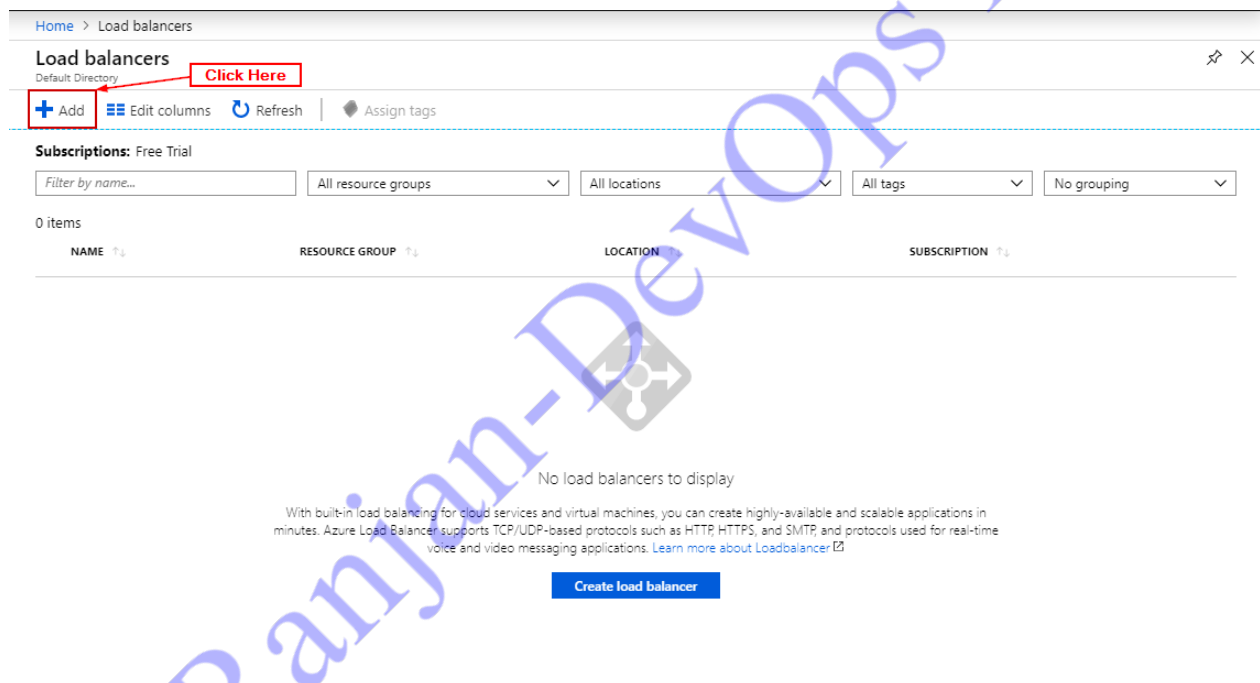 Home > Load balancers
Load balancers
Default Directory
Click Here
Add Edit columns Refresh Assign tags
Subscriptions: Free Trial
Filter by name... All resource groups All locations All tags No grouping
0 items
NAME RESOURCE GROUP LOCATION SUBSCRIPTION
No load balancers to display
With built-in load balancing for cloud services and virtual machines, you can create highly-available and scalable applications in
minutes. Azure Load Balancer supports TCP/UDP-based protocols such as HTTP, HTTPS, and SMTP, and protocols used for real-time
voice and video messaging applications. Learn more about Loadbalancer
Create load balancer
Ranjan-DevOps